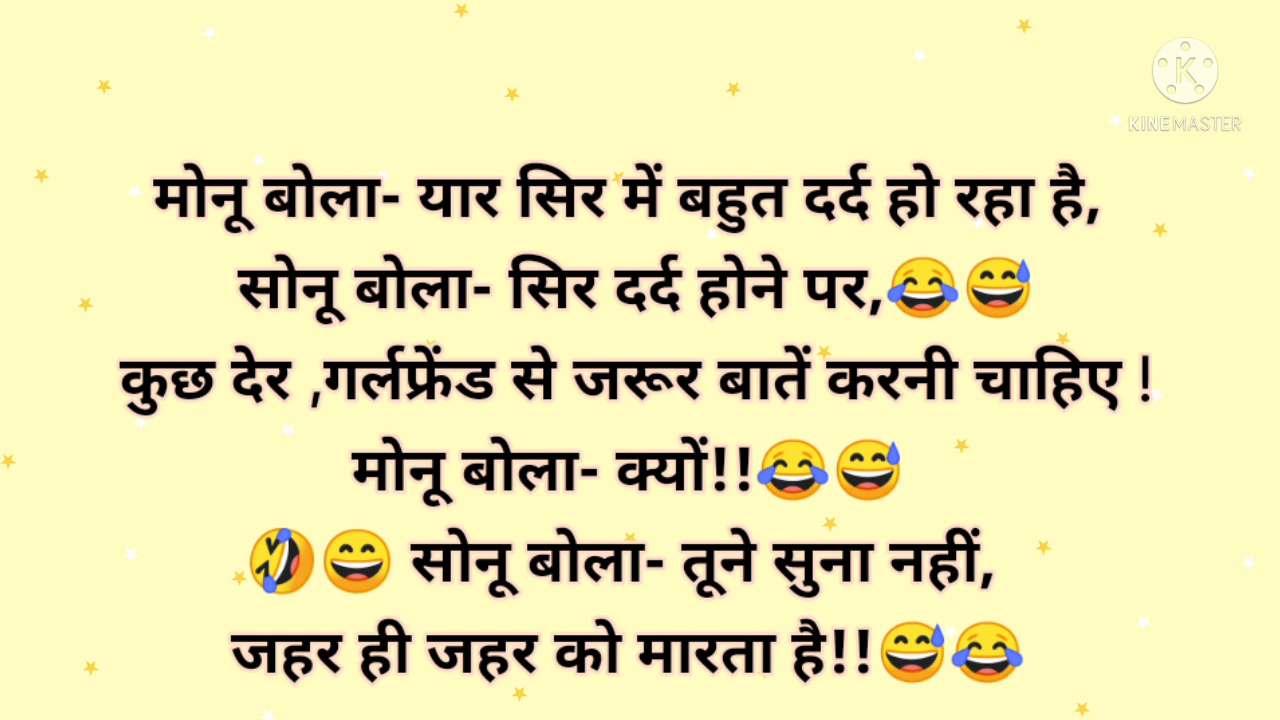 KINEMASTER
मोनू बोला- यार सिर में बहुत दर्द हो रहा है,
सोनू बोला- सिर दर्द होने पर,😂😅
कुछ देर ,गर्लफ्रेंड से जरूर बातें करनी चाहिए !
मोनू बोला- क्यों!!😂😅
🤣😄 सोनू बोला- तूने सुना नहीं,
जहर ही जहर को मारता है!!😅😂